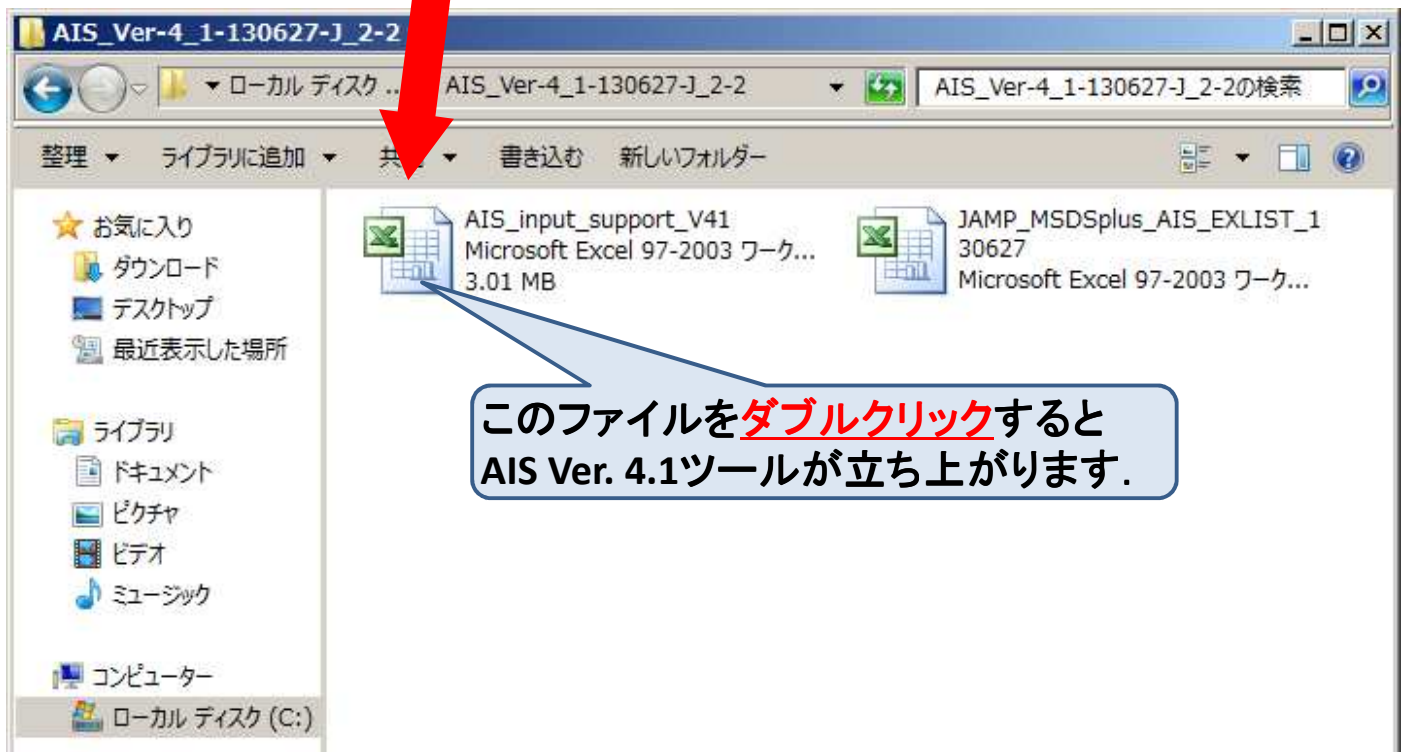 AIS_Ver-4_1-130627-J_2-2
ローカル ディスク ...
AIS_Ver-4_1-130627-J_2-2
AIS_Ver-4_1-130627-J_2-2の検索
整理
ライブラリに追加
書き込む
新しいフォルダー
お気に入り
ダウンロード
デスクトップ
最近表示した場所
ライブラリ
ドキュメント
ピクチャ
ビデオ
ミュージック
コンピューター
ローカル ディスク (C:)
AIS_input_support_V41
Microsoft Excel 97-2003 ワーク...
3.01 MB
JAMP_MSDSplus_AIS_EXLIST_1
30627
Microsoft Excel 97-2003 ワーク...
このファイルをダブルクリックすると
AIS Ver. 4.1ツールが立ち上がります.